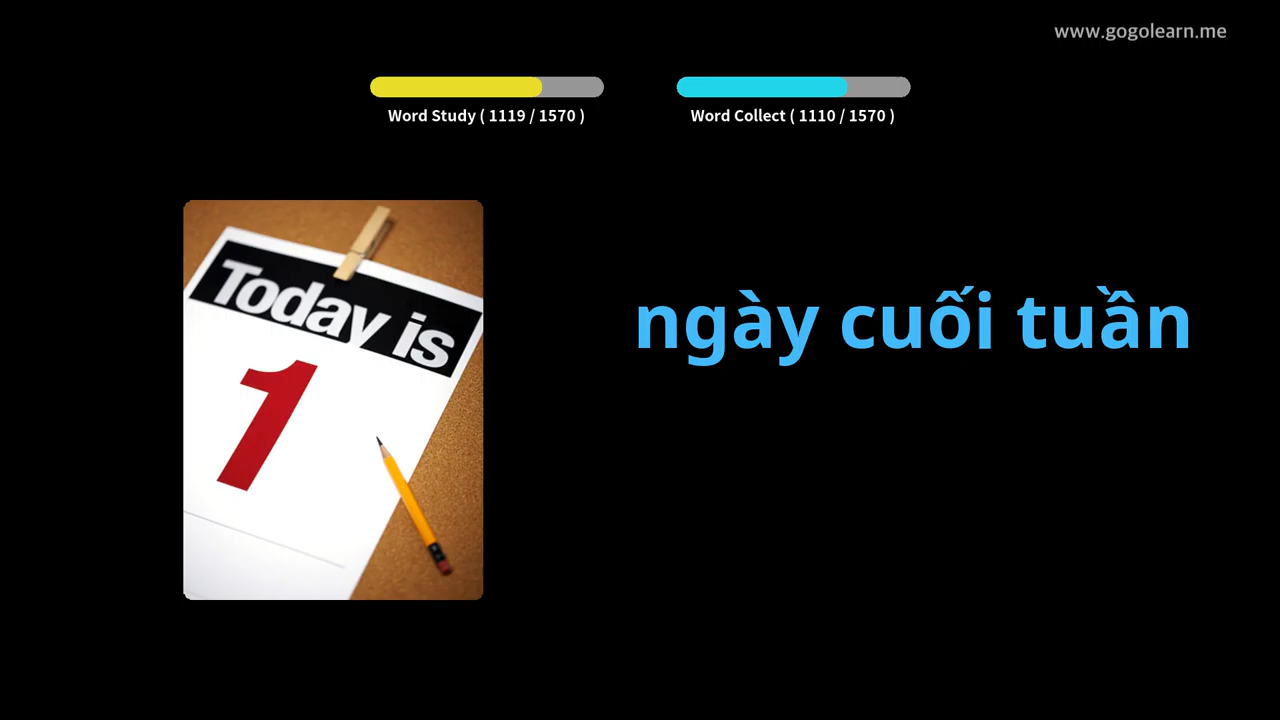 www.gogolearn.me
Word Study ( 1119 / 1570 )
Word Collect ( 1110 / 1570 )
Today is
1
ngày cuối tuần